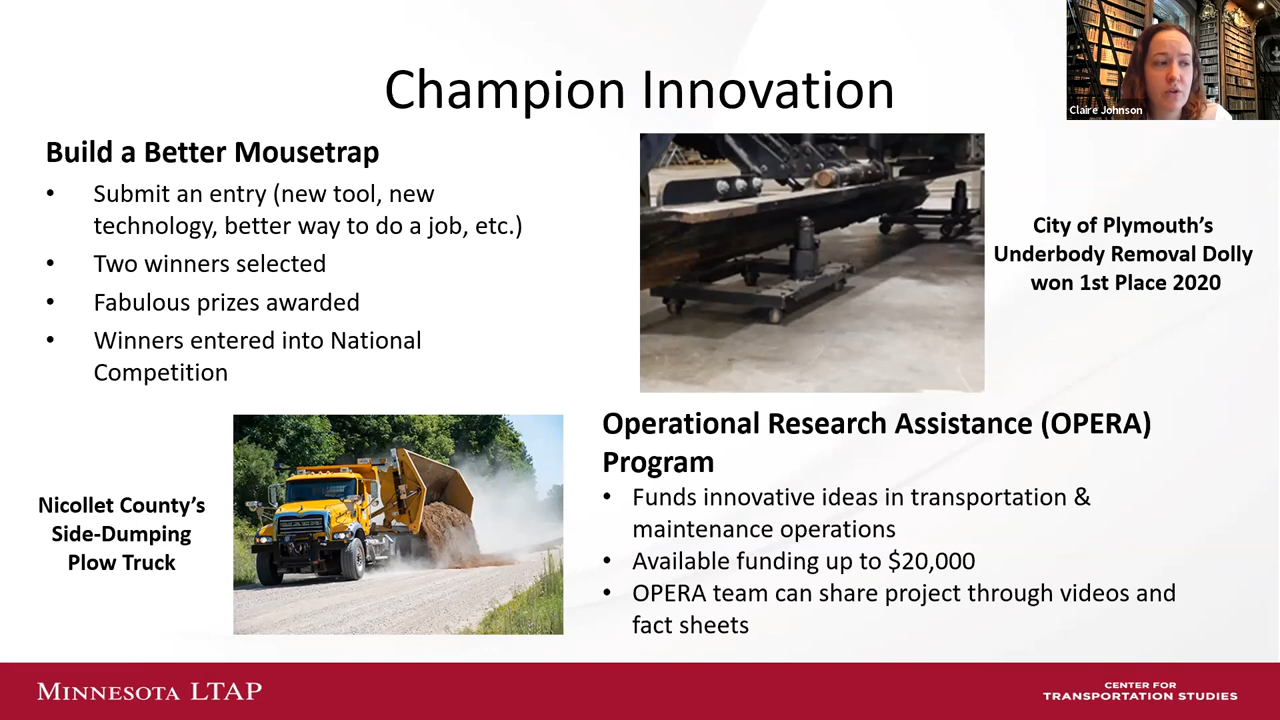 Champion Innovation
Claire Johnson
Build a Better Mousetrap
• Submit an entry (new tool, new
technology, better way to do a job, etc.)
• Two winners selected
• Fabulous prizes awarded
• Winners entered into National
Competition
City of Plymouth’s
Underbody Removal Dolly
won 1st Place 2020
Nicollet County’s
Side-Dumping
Plow Truck
Operational Research Assistance (OPERA)
Program
• Funds innovative ideas in transportation &
maintenance operations
• Available funding up to $20,000
• OPERA team can share project through videos and
fact sheets
MINNESOTA LTAP
CENTER FOR
TRANSPORTATION STUDIES